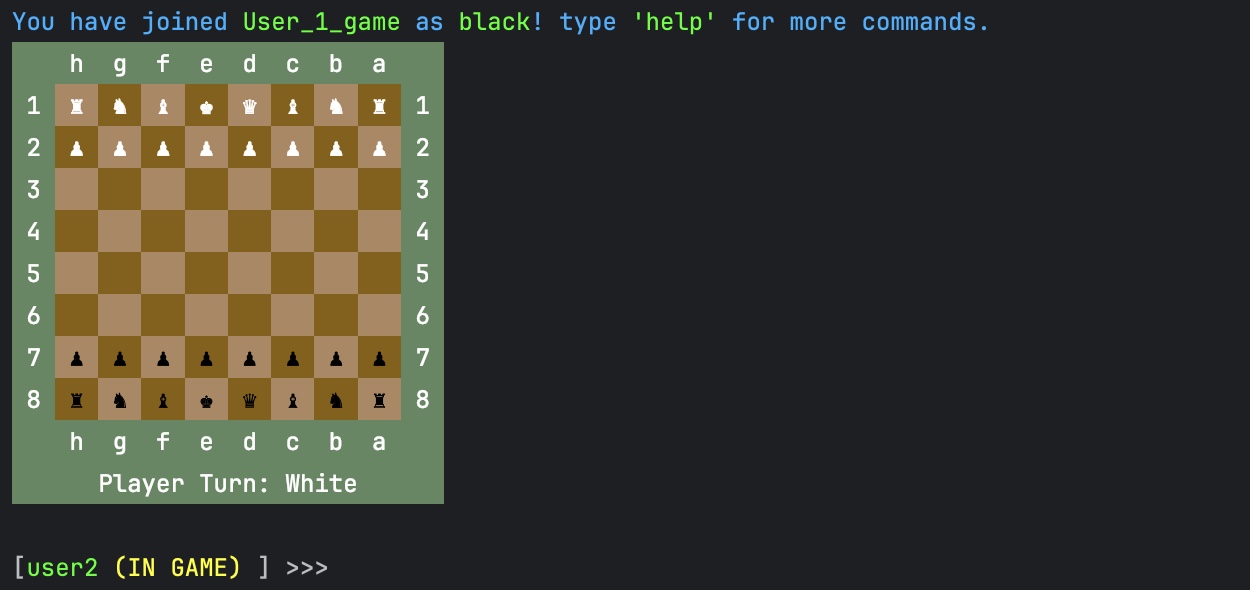 You have joined User_1_game as black! type 'help' for more commands.
h g f e d c b a
1 ♜ ♞ ♝ ♚ ♛ ♝ ♞ ♜ 1
2 ♟ ♟ ♟ ♟ ♟ ♟ ♟ ♟ 2
3 3
4 4
5 5
6 6
7 ♟ ♟ ♟ ♟ ♟ ♟ ♟ ♟ 7
8 ♜ ♞ ♝ ♚ ♛ ♝ ♞ ♜ 8
h g f e d c b a
Player Turn: White
[user2 (IN GAME) ] >>>